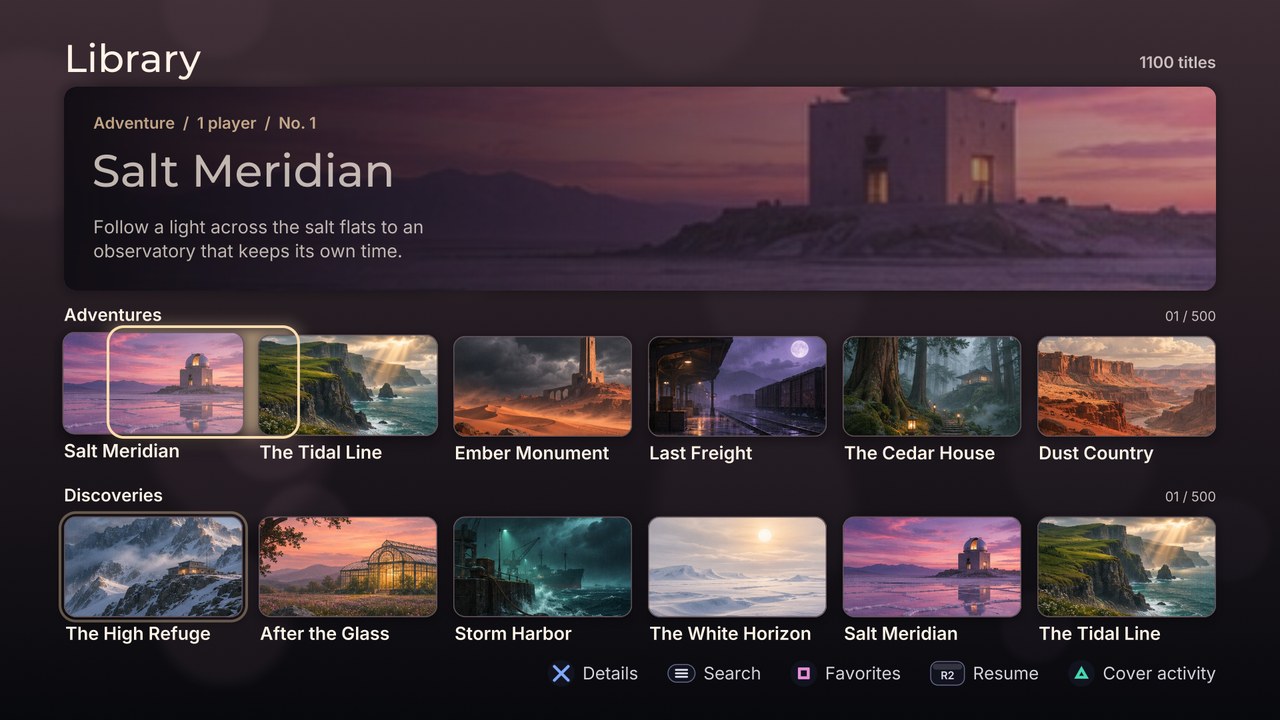 Library
1100 titles
Adventure / 1 player / No. 1
Salt Meridian
Follow a light across the salt flats to an
observatory that keeps its own time.
Adventures
01 / 500
Salt Meridian
The Tidal Line
Ember Monument
Last Freight
The Cedar House
Dust Country
Discoveries
01 / 500
The High Refuge
After the Glass
Storm Harbor
The White Horizon
Salt Meridian
The Tidal Line
Details
Search
Favorites
R2 Resume
Cover activity